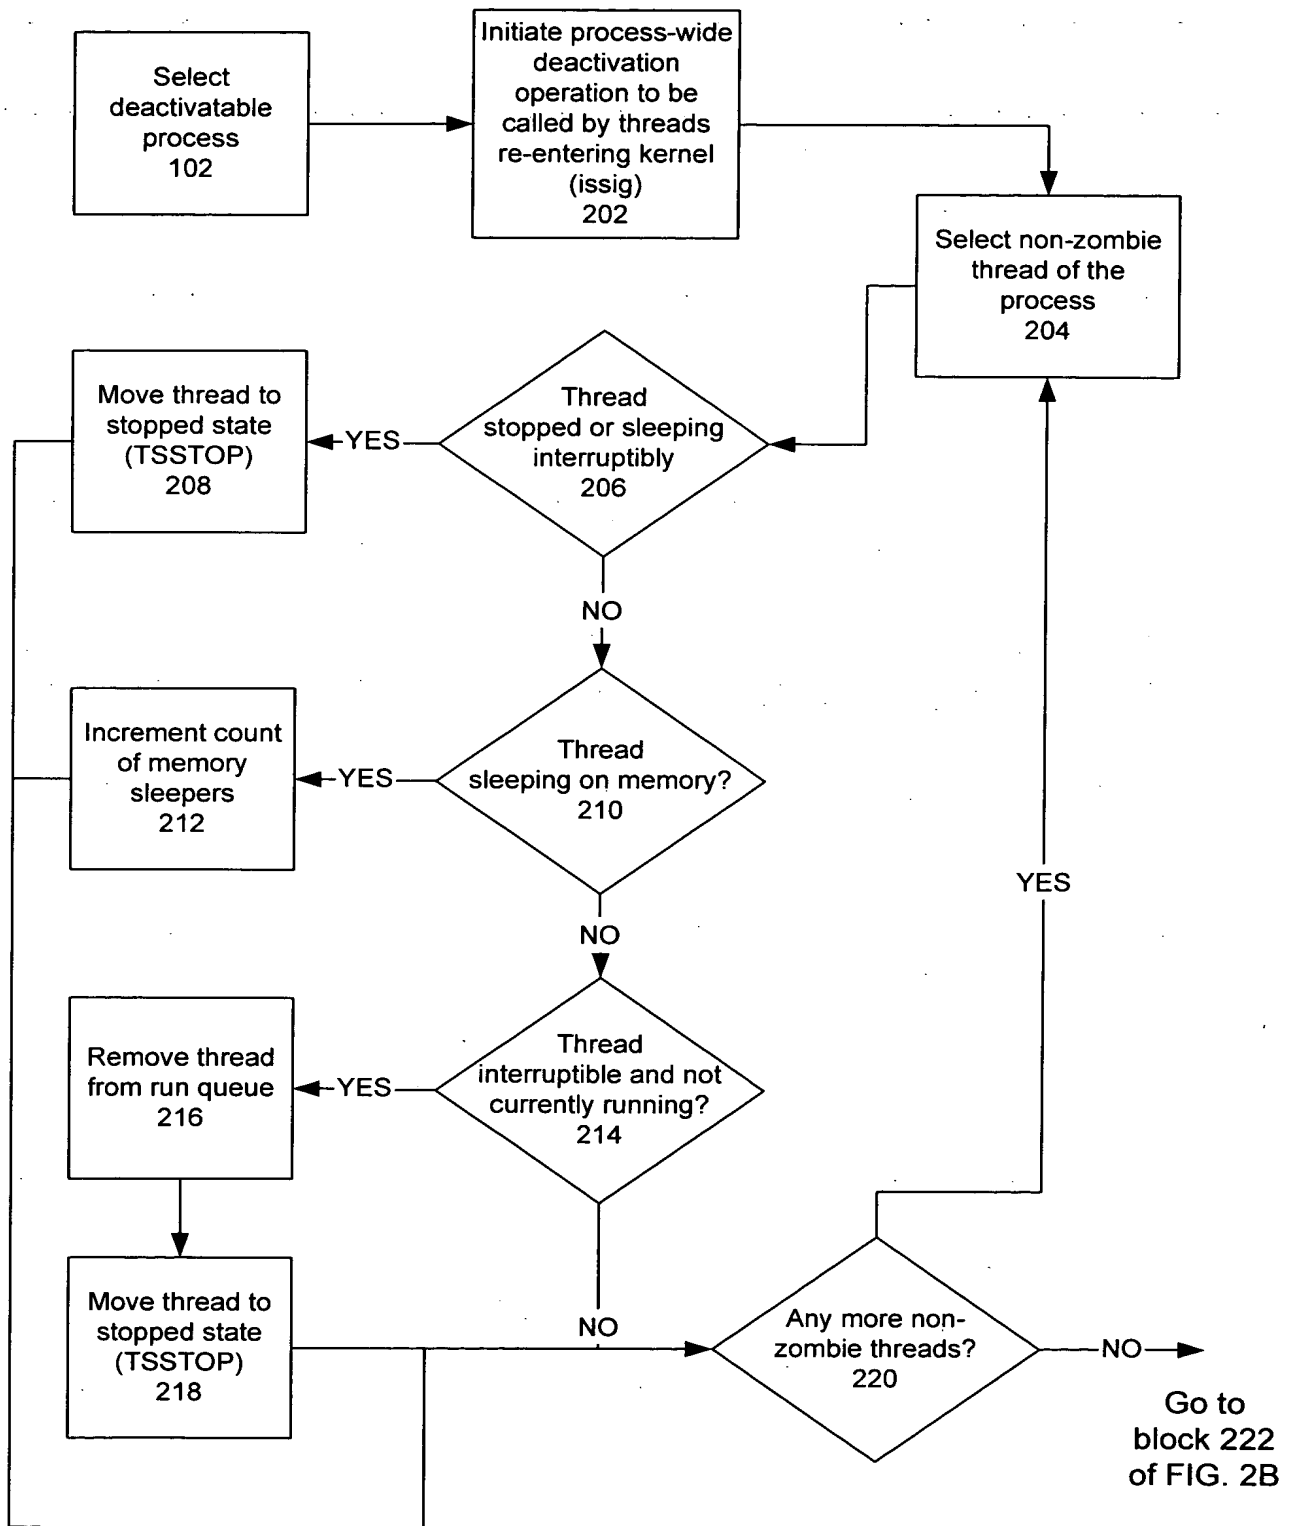 Select
deactivatable
process
102
Initiate process-wide
deactivation
operation to be
called by threads
re-entering kernel
(issig)
202
Select non-zombie
thread of the
process
204
Thread
stopped or sleeping
interruptibly
206
YES
Move thread to
stopped state
(TSSTOP)
208
NO
Thread
sleeping on memory?
210
YES
Increment count
of memory
sleepers
212
NO
Thread
interruptible and not
currently running?
214
YES
Remove thread
from run queue
216
Move thread to
stopped state
(TSSTOP)
218
NO
Any more non-
zombie threads?
220
YES
NO
Go to
block 222
of FIG. 2B